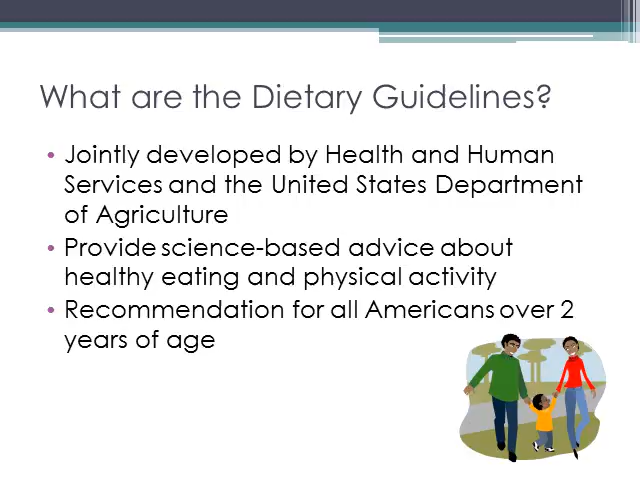 What are the Dietary Guidelines?
• Jointly developed by Health and Human
Services and the United States Department
of Agriculture
• Provide science-based advice about
healthy eating and physical activity
• Recommendation for all Americans over 2
years of age